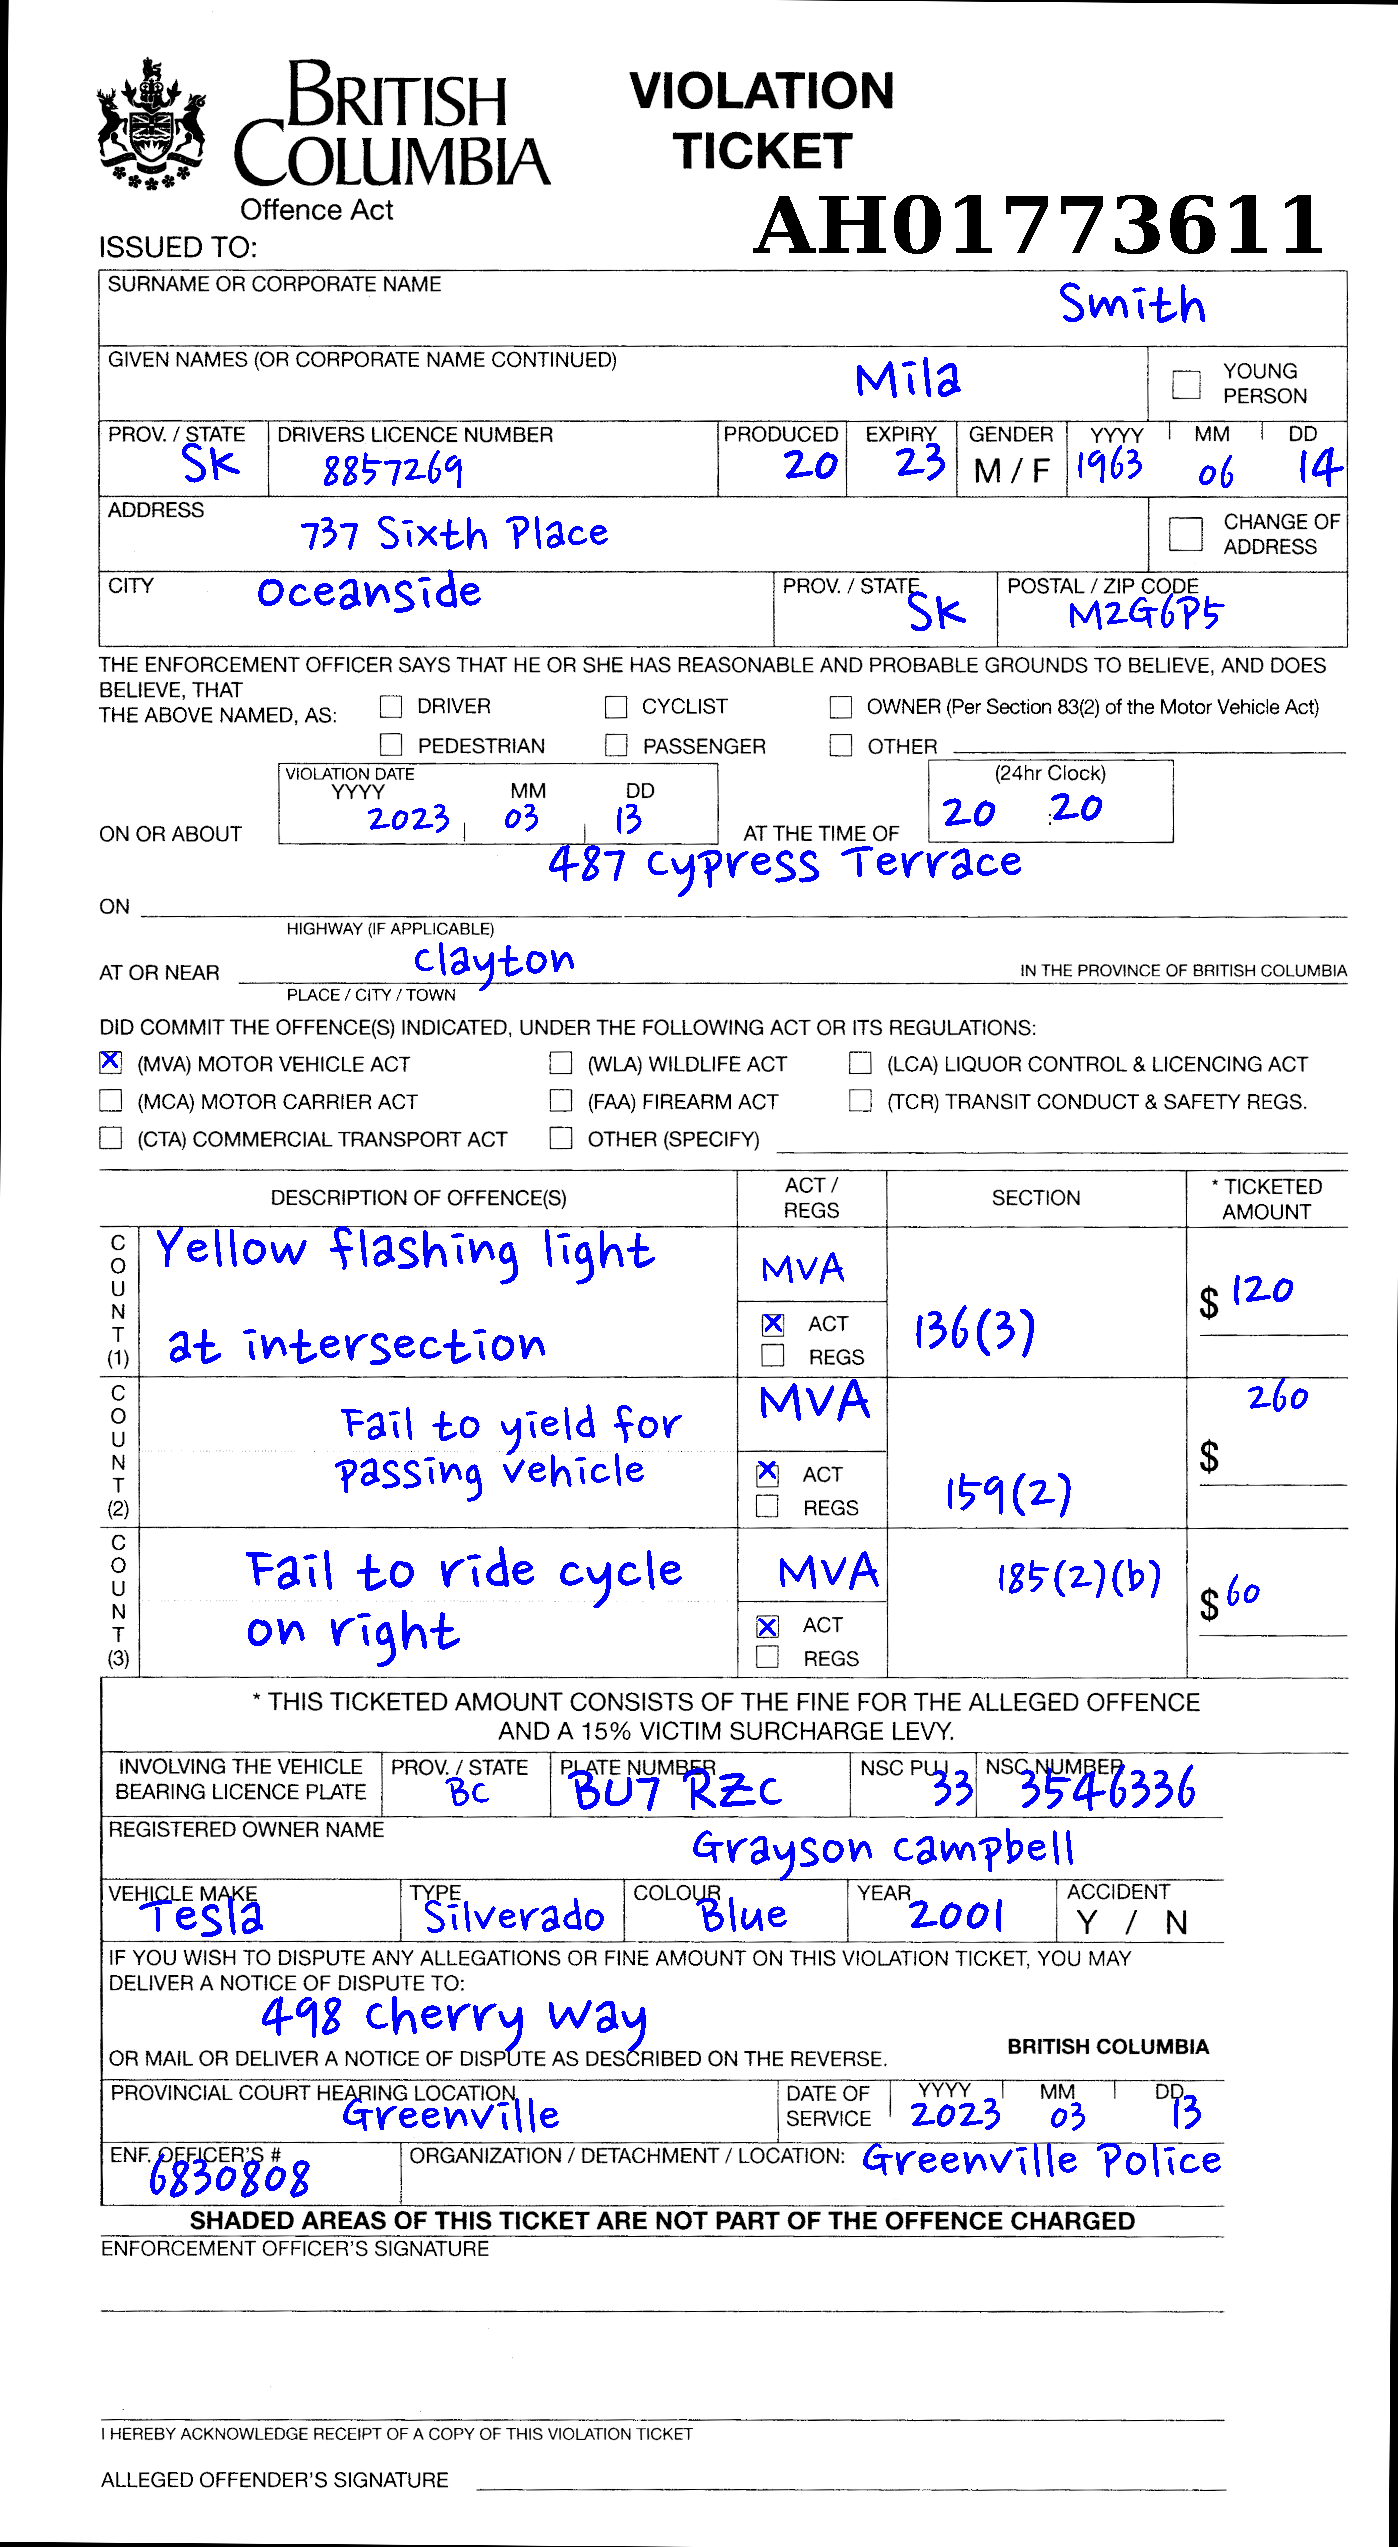 BRITISH COLUMBIA
VIOLATION TICKET
Offence Act
AH01773611
ISSUED TO:
SURNAME OR CORPORATE NAME
Smith
GIVEN NAMES (OR CORPORATE NAME CONTINUED)
Mila
YOUNG PERSON
PROV. / STATE DRIVERS LICENCE NUMBER PRODUCED EXPIRY GENDER YYYY MM DD
SK 8857269 20 23 M / F 1963 06 14
ADDRESS
737 Sixth Place
CHANGE OF ADDRESS
CITY PROV. / STATE POSTAL / ZIP CODE
Oceanside SK M2G6P5
THE ENFORCEMENT OFFICER SAYS THAT HE OR SHE HAS REASONABLE AND PROBABLE GROUNDS TO BELIEVE, AND DOES
BELIEVE, THAT
THE ABOVE NAMED, AS: DRIVER CYCLIST OWNER (Per Section 83(2) of the Motor Vehicle Act)
PEDESTRIAN PASSENGER OTHER
VIOLATION DATE (24hr Clock)
YYYY MM DD
ON OR ABOUT 2023 03 13 AT THE TIME OF 20 :20
487 Cypress Terrace
ON
HIGHWAY (IF APPLICABLE)
AT OR NEAR Clayton IN THE PROVINCE OF BRITISH COLUMBIA
PLACE / CITY / TOWN
DID COMMIT THE OFFENCE(S) INDICATED, UNDER THE FOLLOWING ACT OR ITS REGULATIONS:
(MVA) MOTOR VEHICLE ACT (WLA) WILDLIFE ACT (LCA) LIQUOR CONTROL & LICENCING ACT
(MCA) MOTOR CARRIER ACT (FAA) FIREARM ACT (TCR) TRANSIT CONDUCT & SAFETY REGS.
(CTA) COMMERCIAL TRANSPORT ACT OTHER (SPECIFY)
DESCRIPTION OF OFFENCE(S) ACT / REGS SECTION * TICKETED AMOUNT
COUNT (1) Yellow flashing light MVA 136(3) $ 120
at intersection ACT
REGS
COUNT (2) Fail to yield for MVA 159(2) $ 260
passing vehicle ACT
REGS
COUNT (3) Fail to ride cycle MVA 185(2)(b) $ 60
on right ACT
REGS
* THIS TICKETED AMOUNT CONSISTS OF THE FINE FOR THE ALLEGED OFFENCE
AND A 15% VICTIM SURCHARGE LEVY.
INVOLVING THE VEHICLE BEARING LICENCE PLATE PROV. / STATE PLATE NUMBER NSC PUJ NSC NUMBER
BC BU7 RZC 33 3546336
REGISTERED OWNER NAME
Grayson Campbell
VEHICLE MAKE TYPE COLOUR YEAR ACCIDENT
Tesla Silverado Blue 2001 Y / N
IF YOU WISH TO DISPUTE ANY ALLEGATIONS OR FINE AMOUNT ON THIS VIOLATION TICKET, YOU MAY
DELIVER A NOTICE OF DISPUTE TO:
498 Cherry Way
BRITISH COLUMBIA
OR MAIL OR DELIVER A NOTICE OF DISPUTE AS DESCRIBED ON THE REVERSE.
PROVINCIAL COURT HEARING LOCATION DATE OF SERVICE YYYY MM DD
Greenville 2023 03 13
ENF. OFFICER'S # ORGANIZATION / DETACHMENT / LOCATION:
6830808 Greenville Police
SHADED AREAS OF THIS TICKET ARE NOT PART OF THE OFFENCE CHARGED
ENFORCEMENT OFFICER'S SIGNATURE
I HEREBY ACKNOWLEDGE RECEIPT OF A COPY OF THIS VIOLATION TICKET
ALLEGED OFFENDER'S SIGNATURE